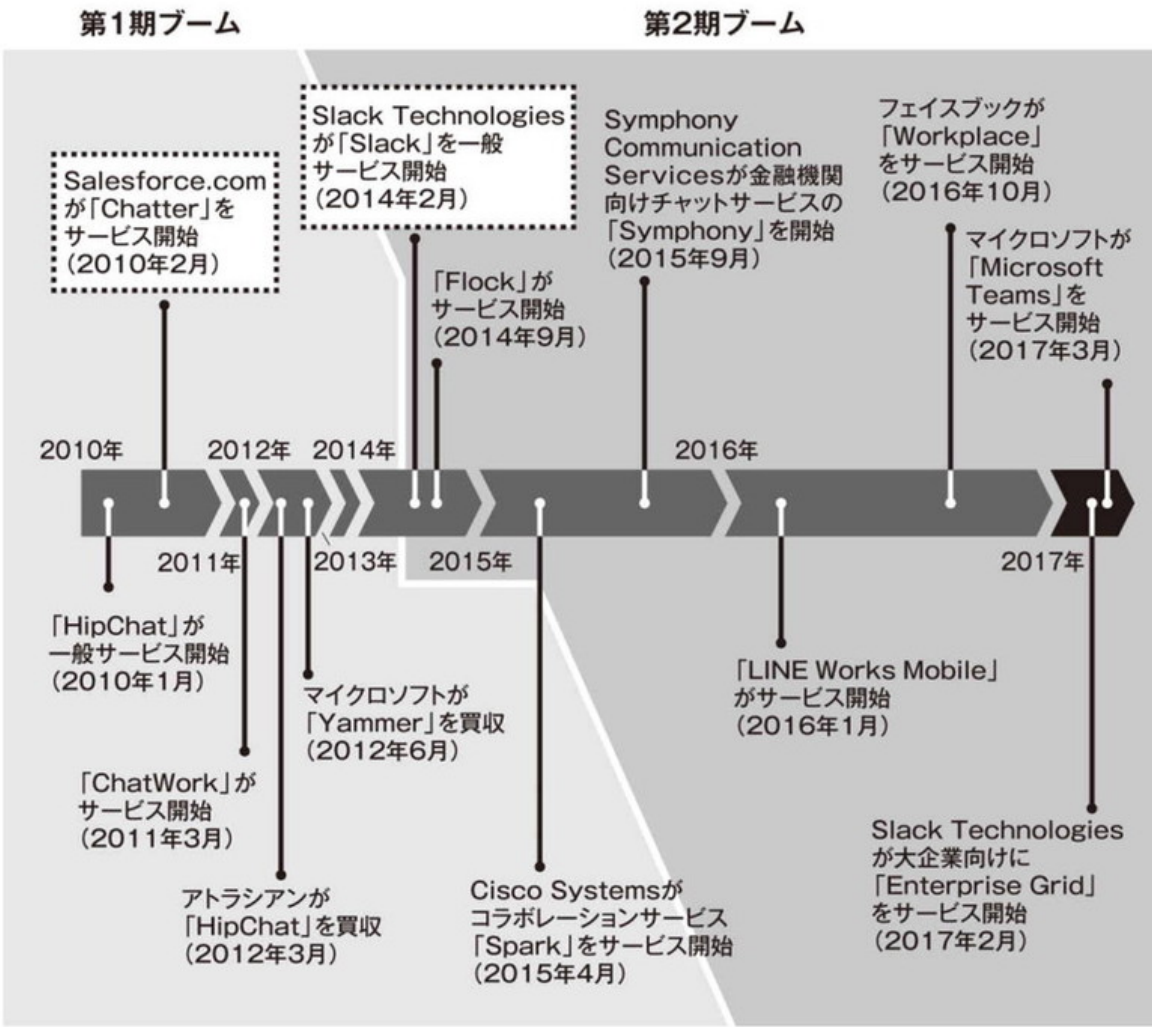 第1期ブーム
第2期ブーム
Salesforce.com
が「Chatter」を
サービス開始
(2010年2月)
Slack Technologies
が「Slack」を一般
サービス開始
(2014年2月)
「Flock」が
サービス開始
(2014年9月)
Symphony
Communication
Servicesが金融機関
向けチャットサービスの
「Symphony」を開始
(2015年9月)
フェイスブックが
「Workplace」
をサービス開始
(2016年10月)
マイクロソフトが
「Microsoft
Teams」を
サービス開始
(2017年3月)
2010年
2012年
2014年
2016年
2011年
2013年
2015年
2017年
「HipChat」が
一般サービス開始
(2010年1月)
「ChatWork」が
サービス開始
(2011年3月)
アトラシアンが
「HipChat」を買収
(2012年3月)
マイクロソフトが
「Yammer」を買収
(2012年6月)
Cisco Systemsが
コラボレーションサービス
「Spark」をサービス開始
(2015年4月)
「LINE Works Mobile」
がサービス開始
(2016年1月)
Slack Technologies
が大企業向けに
「Enterprise Grid」
をサービス開始
(2017年2月)